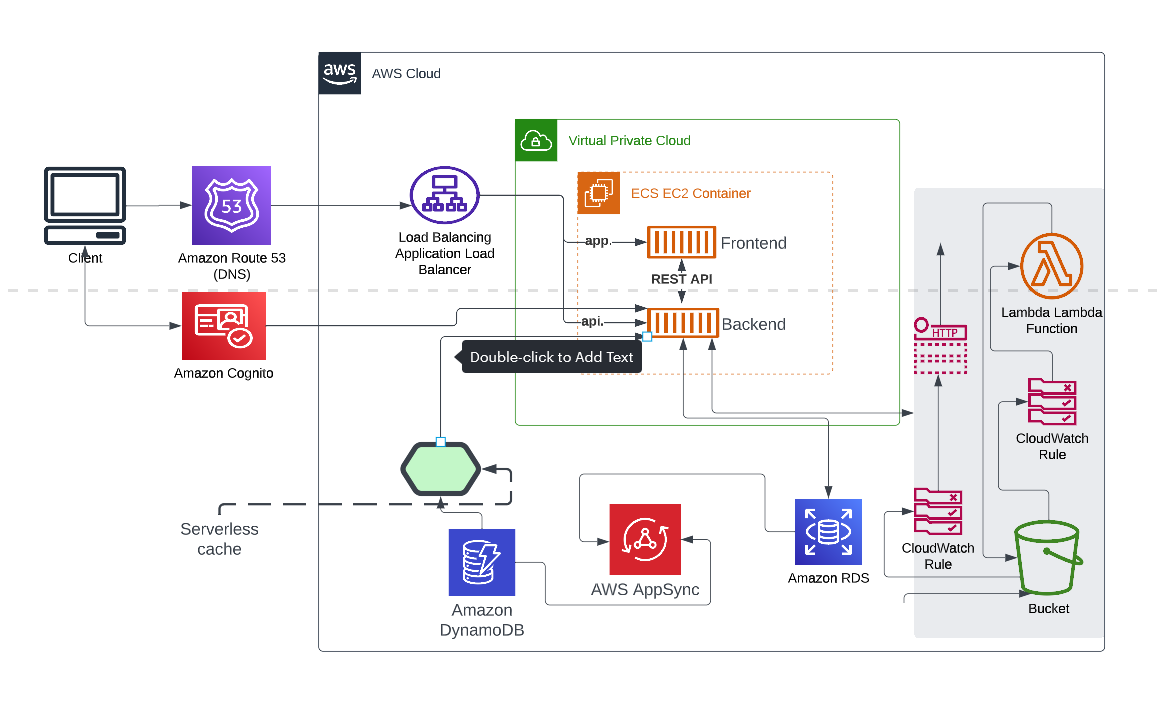 aws
AWS Cloud
Virtual Private Cloud
ECS EC2 Container
53
Client
Amazon Route 53
(DNS)
Load Balancing
Application Load
Balancer
app.
Frontend
REST API
api.
Backend
Double-click to Add Text
Amazon Cognito
HTTP
Lambda Lambda
Function
CloudWatch
Rule
CloudWatch
Rule
Serverless
cache
Amazon
DynamoDB
AWS AppSync
Amazon RDS
Bucket